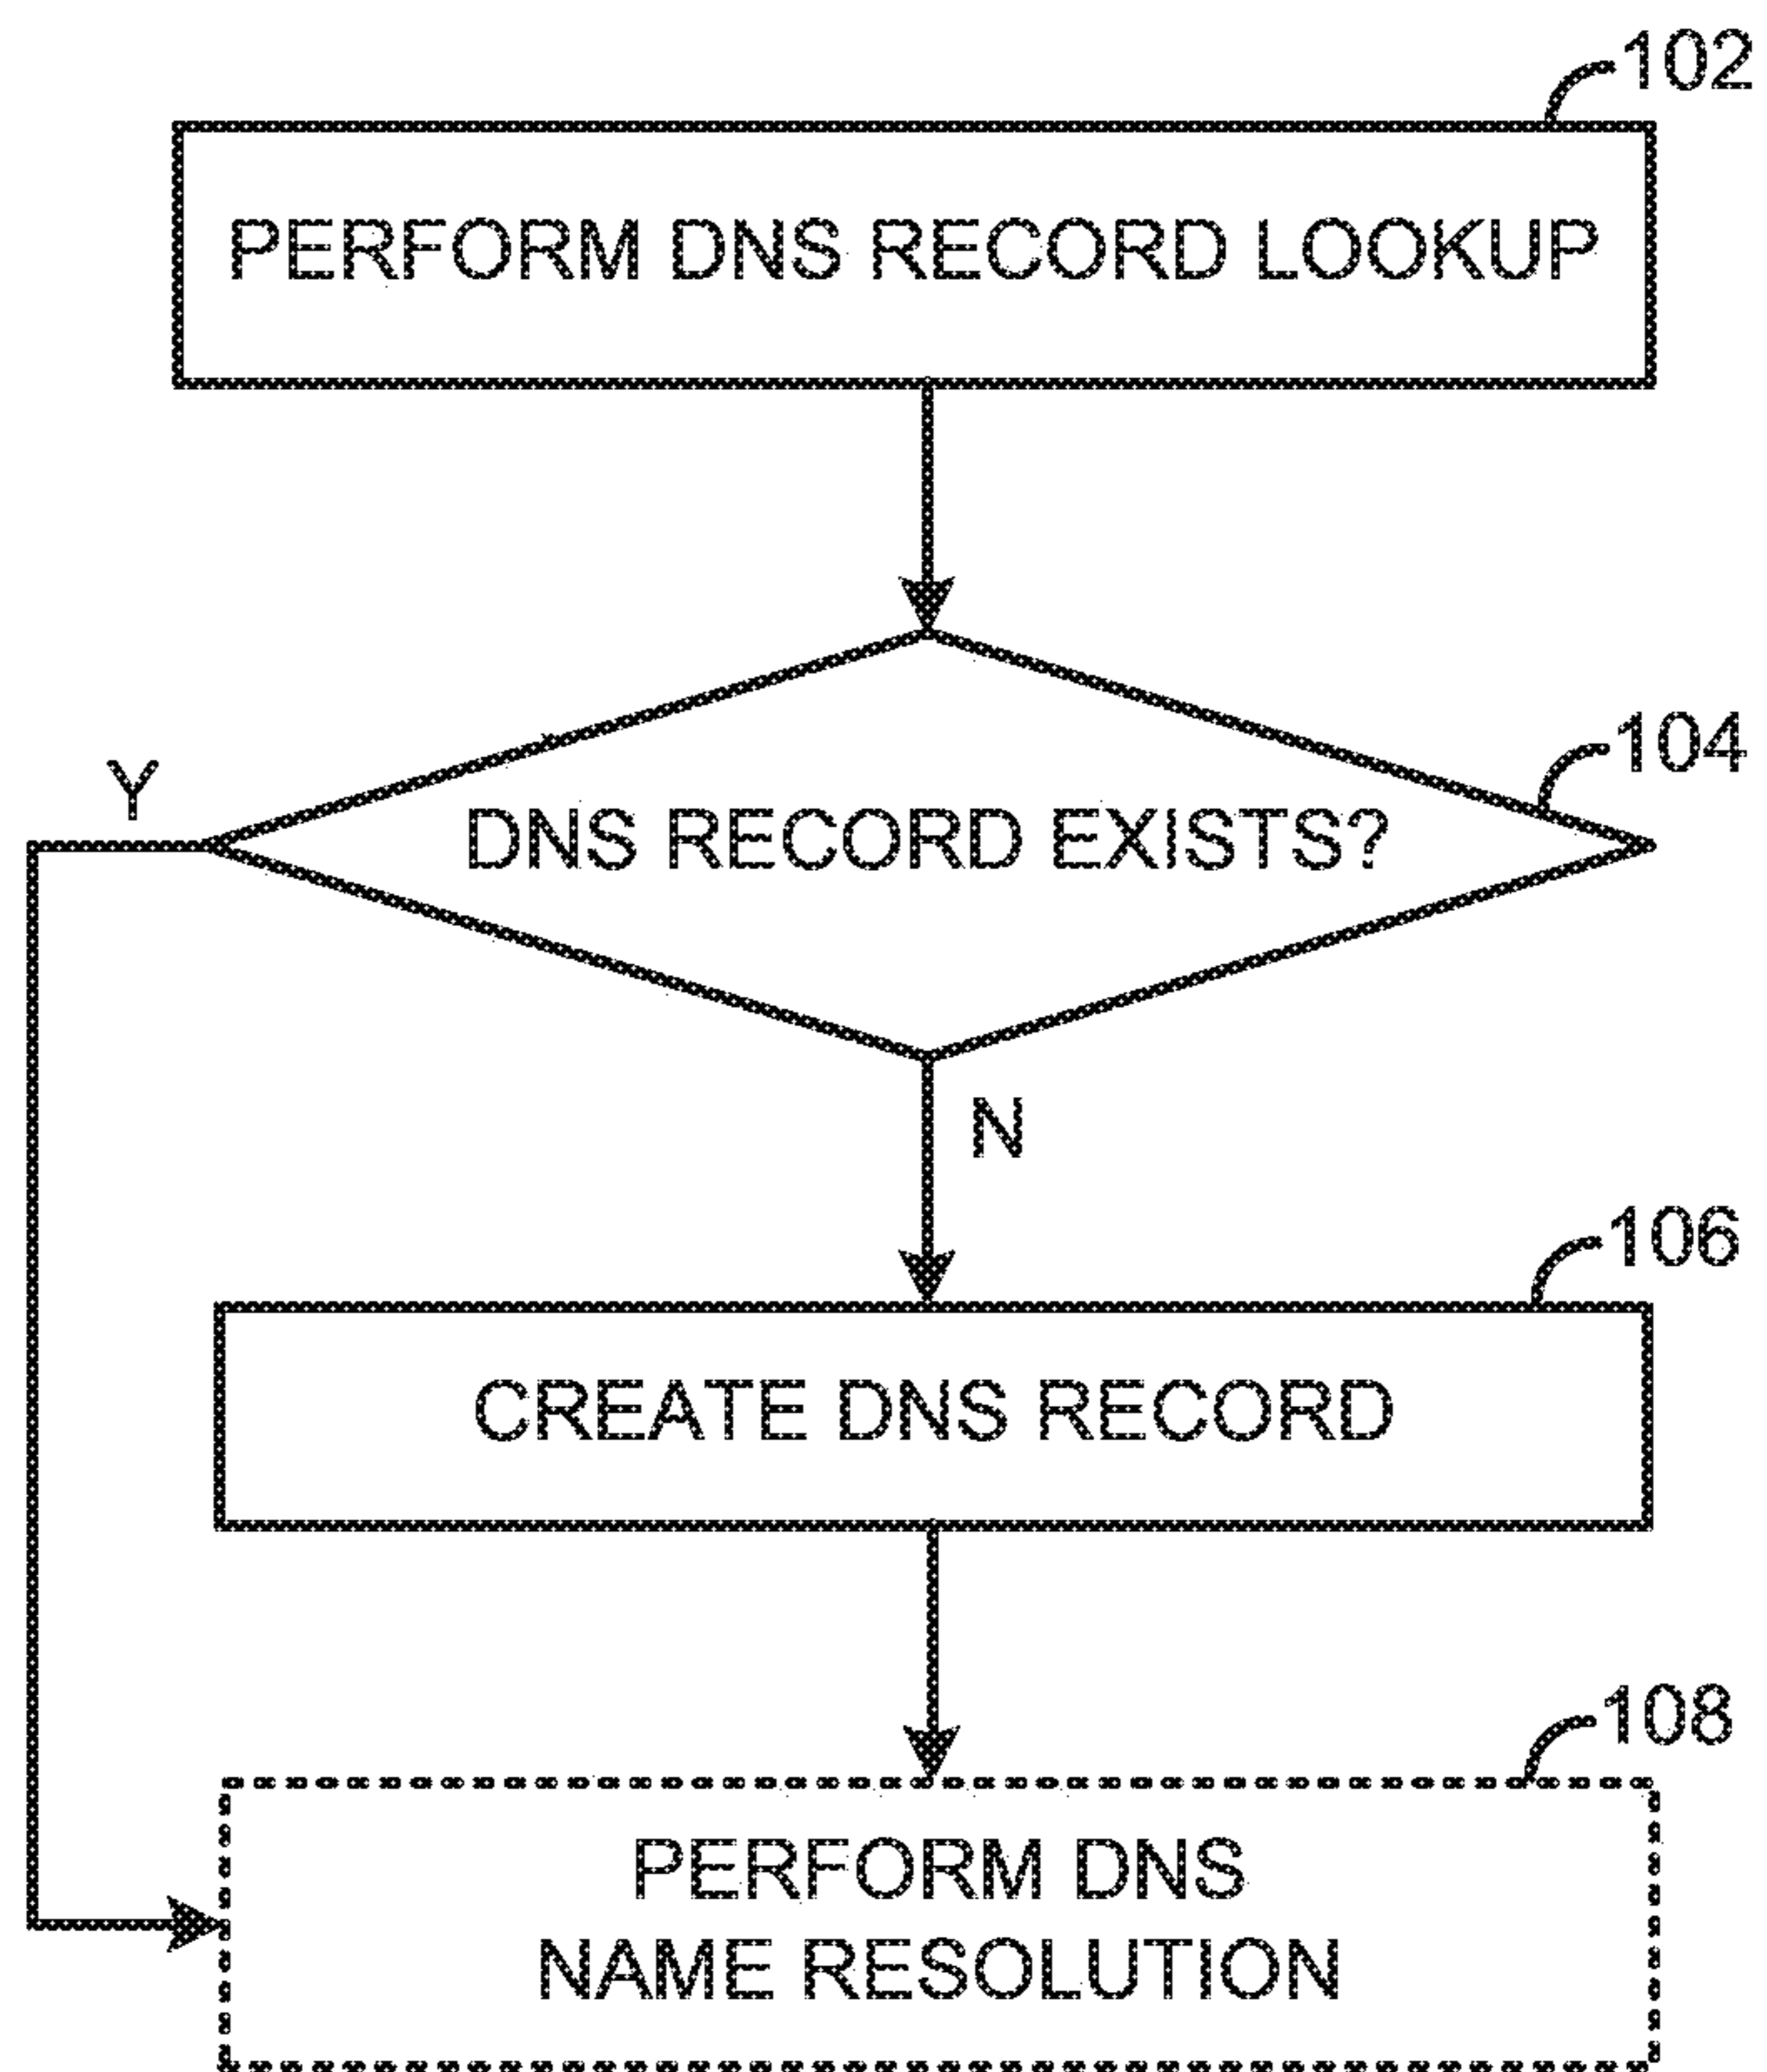 102
PERFORM DNS RECORD LOOKUP
104
Y
DNS RECORD EXISTS?
N
106
CREATE DNS RECORD
108
PERFORM DNS
NAME RESOLUTION